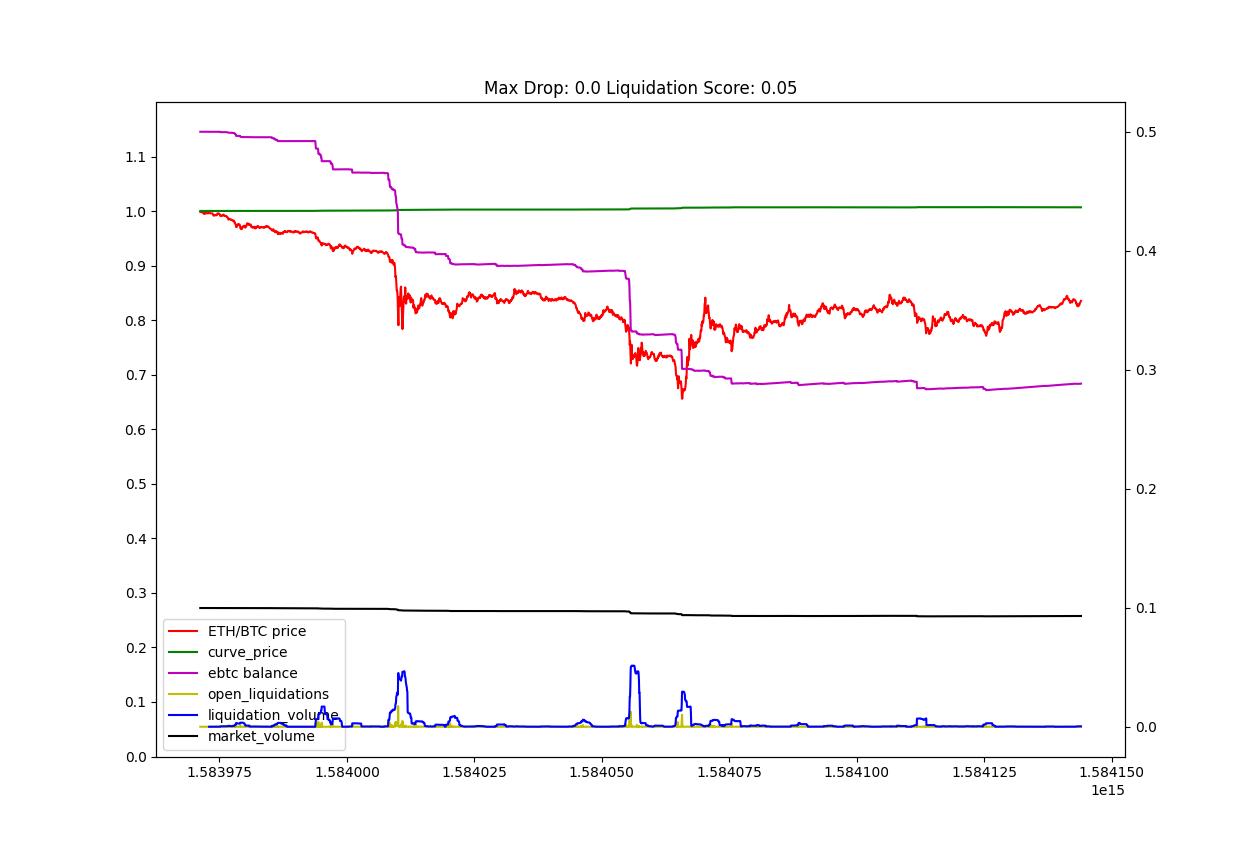 Max Drop: 0.0 Liquidation Score: 0.05
1.1
1.0
0.9
0.8
0.7
0.6
0.5
0.4
0.3
0.2
0.1
0.0
0.5
0.4
0.3
0.2
0.1
0.0
ETH/BTC price
curve_price
ebtc balance
open_liquidations
liquidation_volume
market_volume
1.583975 1.584000 1.584025 1.584050 1.584075 1.584100 1.584125 1.584150
1e15